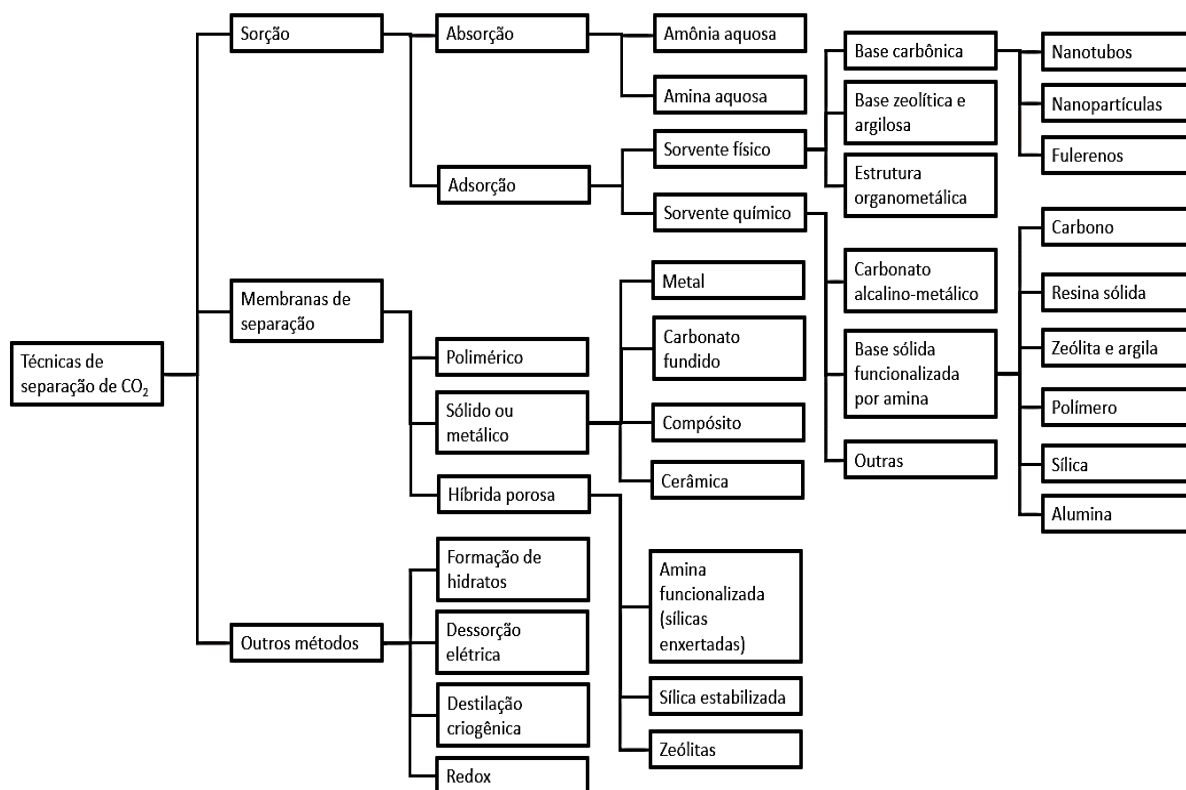 Técnicas de
separação de CO₂
Sorção
Absorção
Amônia aquosa
Amina aquosa
Adsorção
Sorvente físico
Base carbônica
Nanotubos
Nanopartículas
Fulerenos
Base zeolítica e
argilosa
Estrutura
organometálica
Sorvente químico
Carbonato
alcalino-metálico
Base sólida
funcionalizada
por amina
Carbono
Resina sólida
Zeólita e argila
Polímero
Sílica
Alumina
Outras
Membranas de
separação
Polimérico
Sólido ou
metálico
Metal
Carbonato
fundido
Compósito
Cerâmica
Híbrida porosa
Amina
funcionalizada
(sílicas
enxertadas)
Sílica estabilizada
Zeólitas
Outros métodos
Formação de
hidratos
Dessorção
elétrica
Destilação
criogênica
Redox